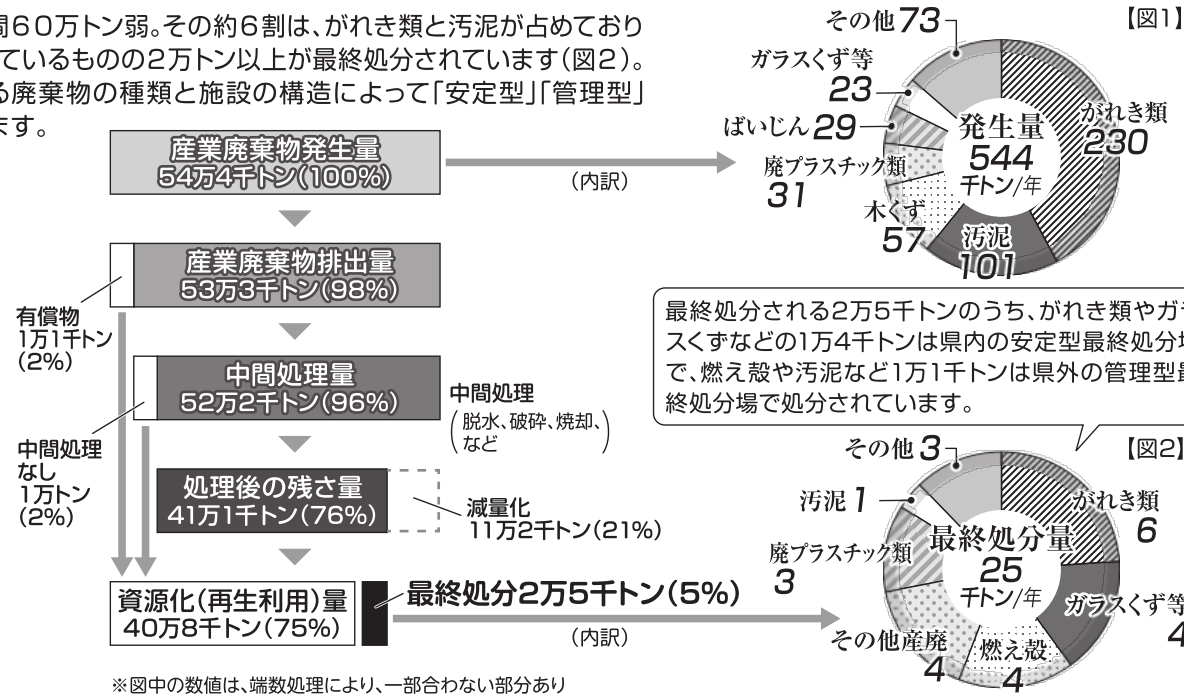 間60万トン弱。その約6割は、がれき類と汚泥が占めており
ているものの2万トン以上が最終処分されています(図2)。
る廃棄物の種類と施設の構造によって「安定型」「管理型」
ます。
産業廃棄物発生量
54万4千トン(100%)
(内訳)
産業廃棄物排出量
53万3千トン(98%)
有償物
1万1千トン
(2%)
中間処理量
52万2千トン(96%)
中間処理
(脱水、破砕、焼却、
など)
中間処理
なし
1万トン
(2%)
処理後の残さ量
41万1千トン(76%)
減量化
11万2千トン(21%)
資源化(再生利用)量
40万8千トン(75%)
最終処分2万5千トン(5%)
(内訳)
※図中の数値は、端数処理により、一部合わない部分あり
【図1】
その他73
ガラスくず等
23
ばいじん29
廃プラスチック類
31
木くず
57
汚泥
101
がれき類
230
発生量
544
千トン/年
最終処分される2万5千トンのうち、がれき類やガラ
スくずなどの1万4千トンは県内の安定型最終処分場
で、燃え殻や汚泥など1万1千トンは県外の管理型最
終処分場で処分されています。
【図2】
その他3
汚泥1
廃プラスチック類
3
その他産廃
4
燃え殻
4
ガラスくず等
4
がれき類
6
最終処分量
25
千トン/年